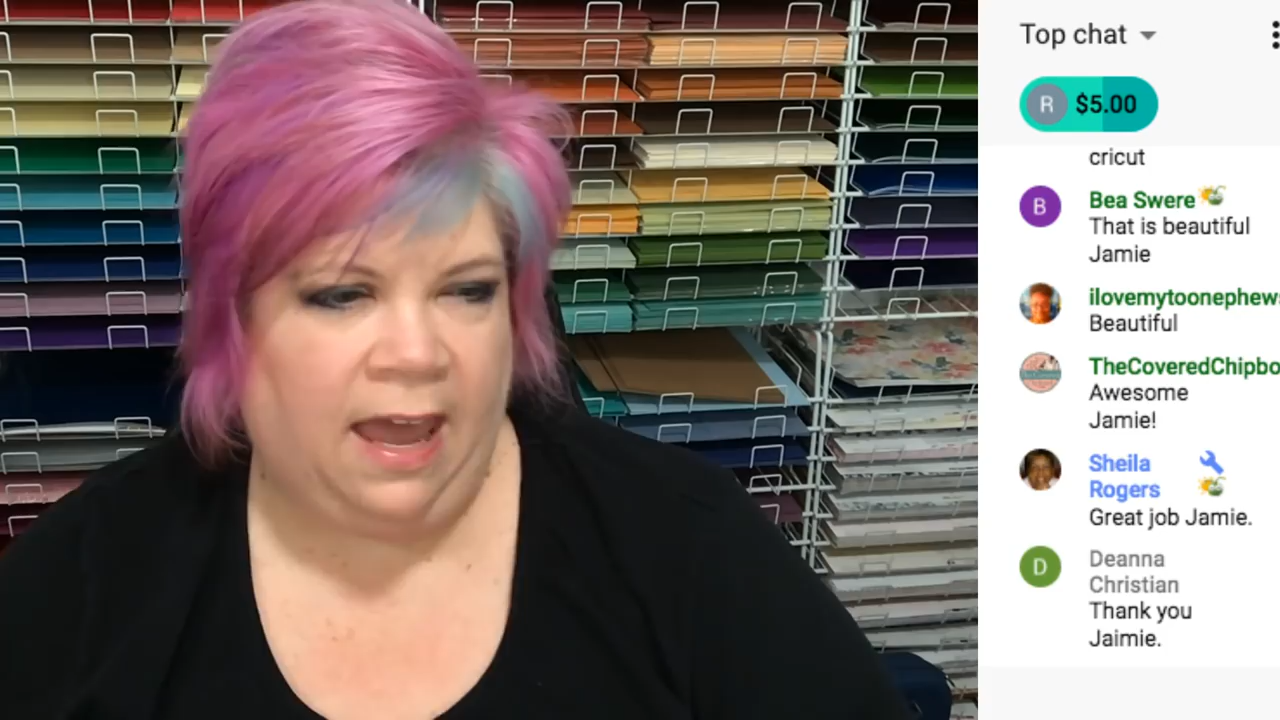 Top chat
R $5.00
cricut
B
Bea Swere
That is beautiful
Jamie
ilovemytoonephews
Beautiful
TheCoveredChipbo
Awesome
Jamie!
Sheila
Rogers
Great job Jamie.
D
Deanna
Christian
Thank you
Jaimie.